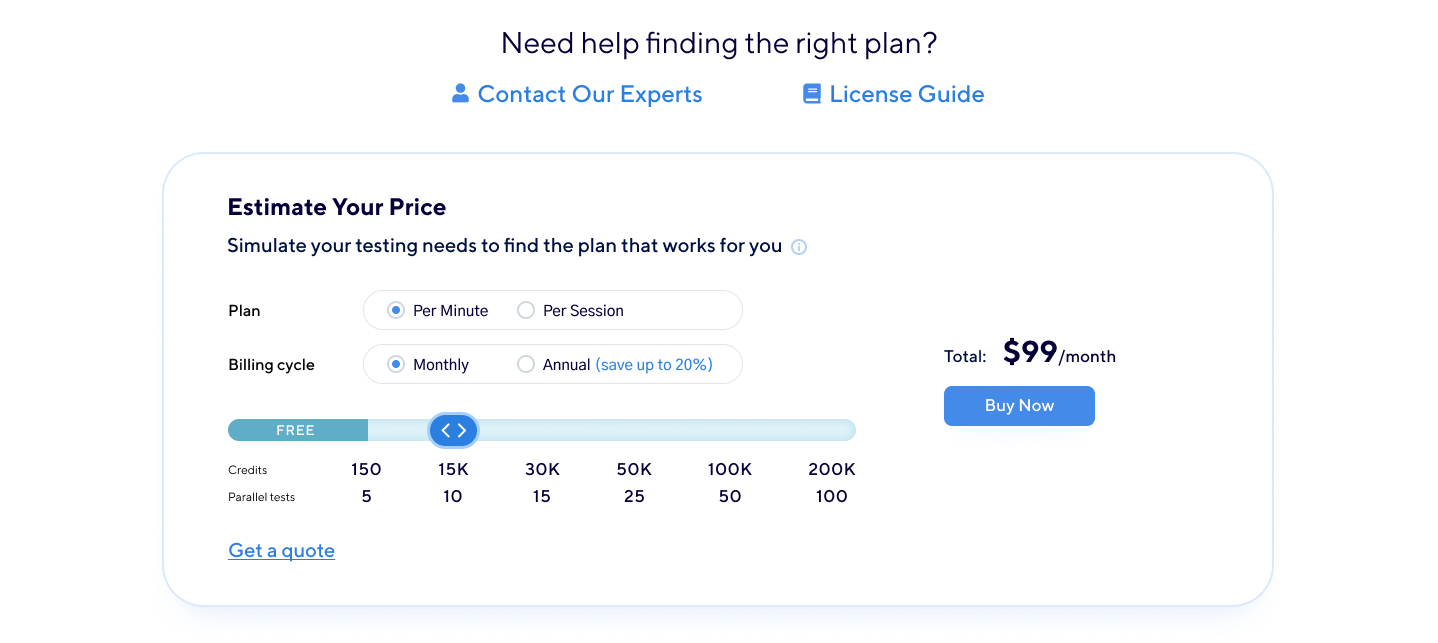 Need help finding the right plan?
Contact Our Experts License Guide
Estimate Your Price
Simulate your testing needs to find the plan that works for you
Plan Per Minute Per Session
Billing cycle Monthly Annual (save up to 20%)
Total: $99/month
Buy Now
FREE
Credits 150 15K 30K 50K 100K 200K
Parallel tests 5 10 15 25 50 100
Get a quote